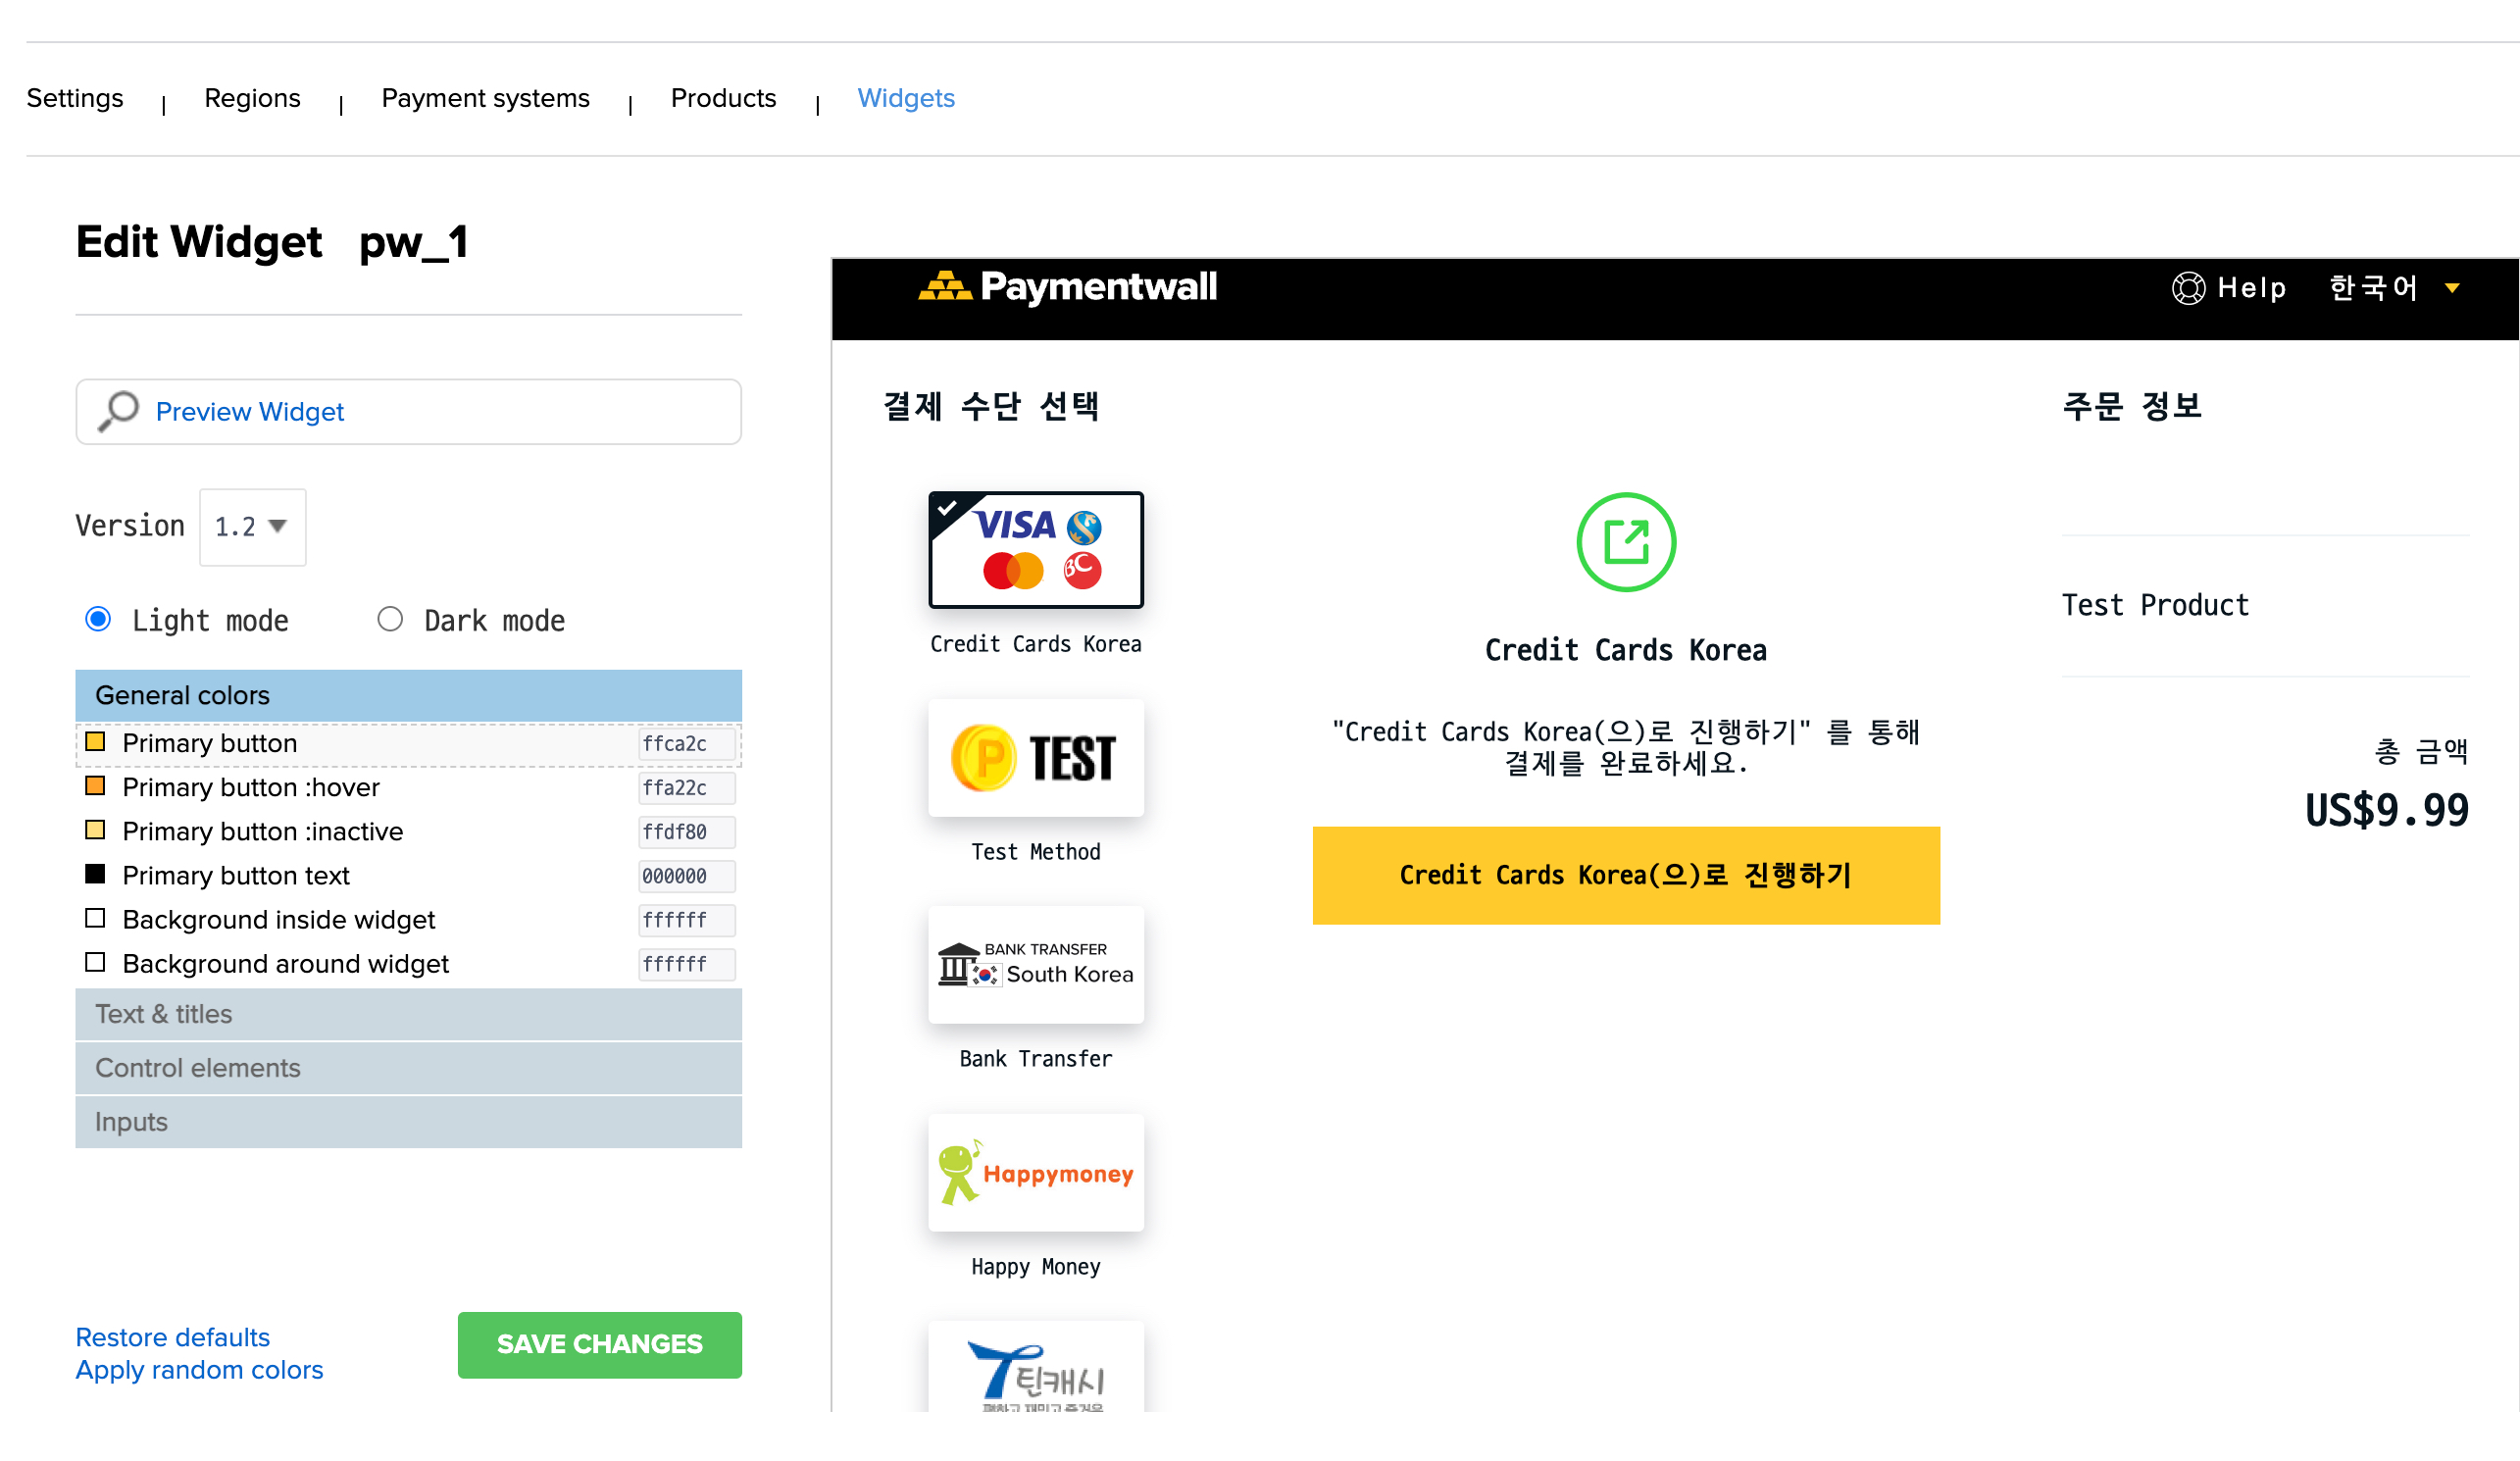 Settings | Regions | Payment systems | Products | Widgets
Edit Widget pw_1
Preview Widget
Version 1.2
Light mode Dark mode
General colors
Primary button ffca2c
Primary button :hover ffa22c
Primary button :inactive ffdf80
Primary button text 000000
Background inside widget ffffff
Background around widget ffffff
Text & titles
Control elements
Inputs
Restore defaults
Apply random colors
SAVE CHANGES
Paymentwall
Help 한국어
결제 수단 선택
VISA
BC
Credit Cards Korea
P TEST
Test Method
BANK TRANSFER
South Korea
Bank Transfer
Happymoney
Happy Money
틴캐시
Credit Cards Korea
"Credit Cards Korea(으)로 진행하기" 를 통해
결제를 완료하세요.
Credit Cards Korea(으)로 진행하기
주문 정보
Test Product
총 금액
US$9.99